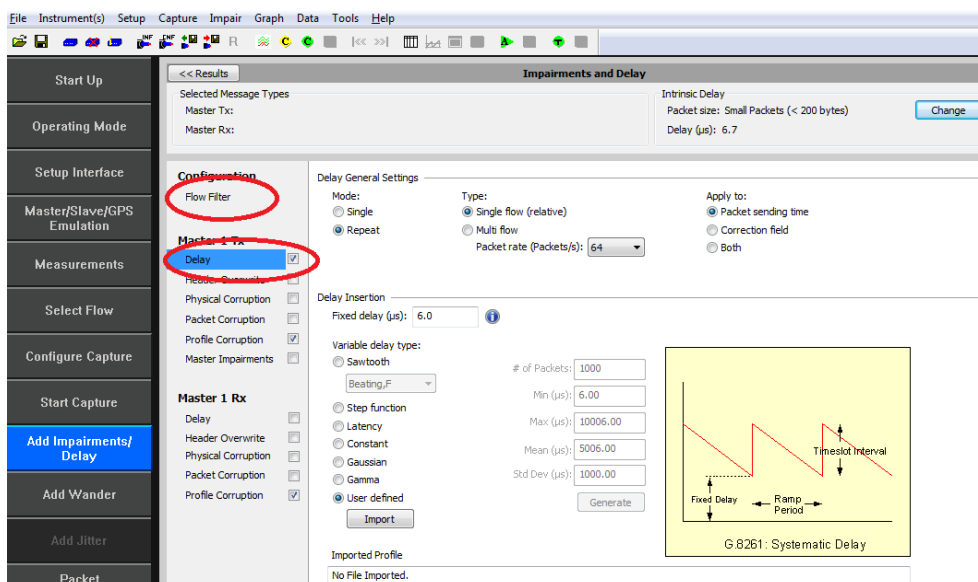 File Instrument(s) Setup Capture Impair Graph Data Tools Help
R C C A T
Start Up
Operating Mode
Setup Interface
Master/Slave/GPS
Emulation
Measurements
Select Flow
Configure Capture
Start Capture
Add Impairments/
Delay
Add Wander
Add Jitter
Packet
<< Results
Impairments and Delay
Selected Message Types
Master Tx:
Master Rx:
Intrinsic Delay
Packet size: Small Packets (< 200 bytes)
Change
Delay (µs): 6.7
Configuration
Flow Filter
Master 1 Tx
Delay
Header Overwrite
Physical Corruption
Packet Corruption
Profile Corruption
Master Impairments
Master 1 Rx
Delay
Header Overwrite
Physical Corruption
Packet Corruption
Profile Corruption
Delay General Settings
Mode:
Single
Repeat
Type:
Single flow (relative)
Multi flow
Packet rate (Packets/s): 64
Apply to:
Packet sending time
Correction field
Both
Delay Insertion
Fixed delay (µs): 6.0
Variable delay type:
Sawtooth
Beating,F
Step function
Latency
Constant
Gaussian
Gamma
User defined
Import
# of Packets: 1000
Min (µs): 6.00
Max (µs): 10006.00
Mean (µs): 5006.00
Std Dev (µs): 1000.00
Generate
Timeslot Interval
Fixed Delay
Ramp
Period
G.8261: Systematic Delay
Imported Profile
No File Imported.